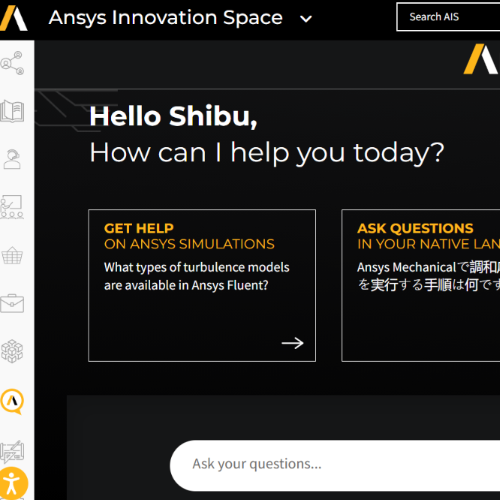 Ansys Innovation Space
Search AIS
Hello Shibu,
How can I help you today?
GET HELP
ON ANSYS SIMULATIONS
What types of turbulence models
are available in Ansys Fluent?
ASK QUESTIONS
IN YOUR NATIVE LAN
Ansys Mechanicalで調和応
を実行する手順は何です
Ask your questions...